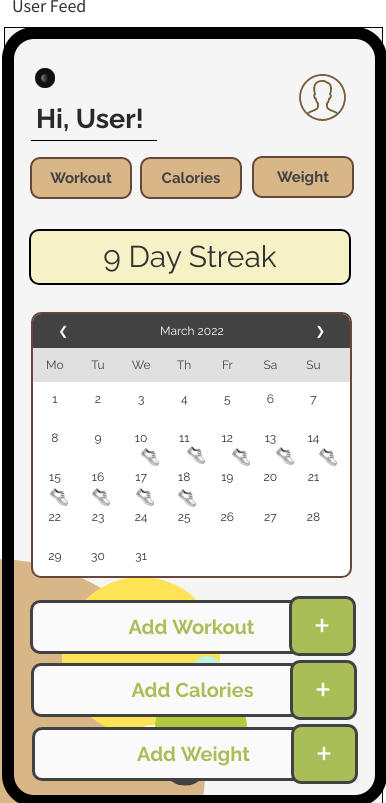 User Feed
Hi, User!
Workout Calories Weight
9 Day Streak
❮ March 2022 ❯
Mo Tu We Th Fr Sa Su
1 2 3 4 5 6 7
8 9 10 11 12 13 14
15 16 17 18 19 20 21
22 23 24 25 26 27 28
29 30 31
Add Workout +
Add Calories +
Add Weight +